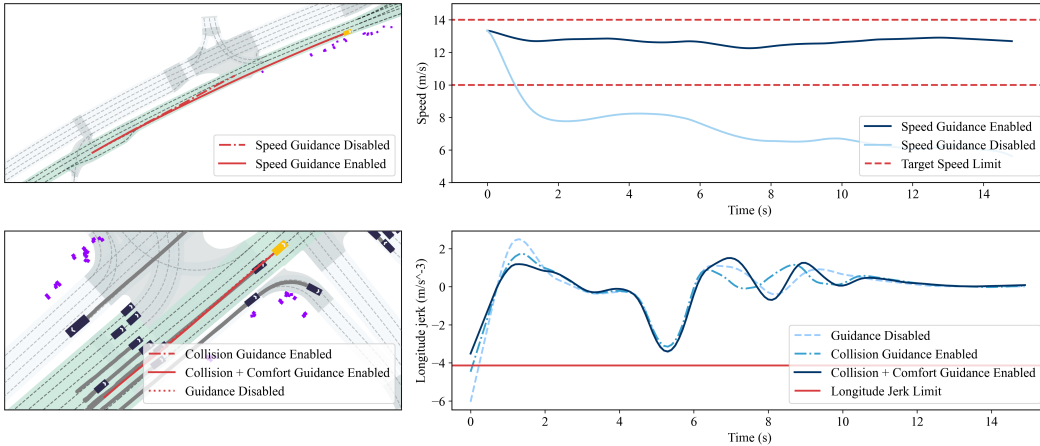 Speed Guidance Disabled
Speed Guidance Enabled
14
12
10
8
6
4
Speed (m/s)
Speed Guidance Enabled
Speed Guidance Disabled
Target Speed Limit
0
2
4
6
8
10
12
14
Time (s)
Collision Guidance Enabled
Collision + Comfort Guidance Enabled
Guidance Disabled
2
0
−2
−4
−6
Longitude jerk (m/s^-3)
Guidance Disabled
Collision Guidance Enabled
Collision + Comfort Guidance Enabled
Longitude Jerk Limit
0
2
4
6
8
10
12
14
Time (s)